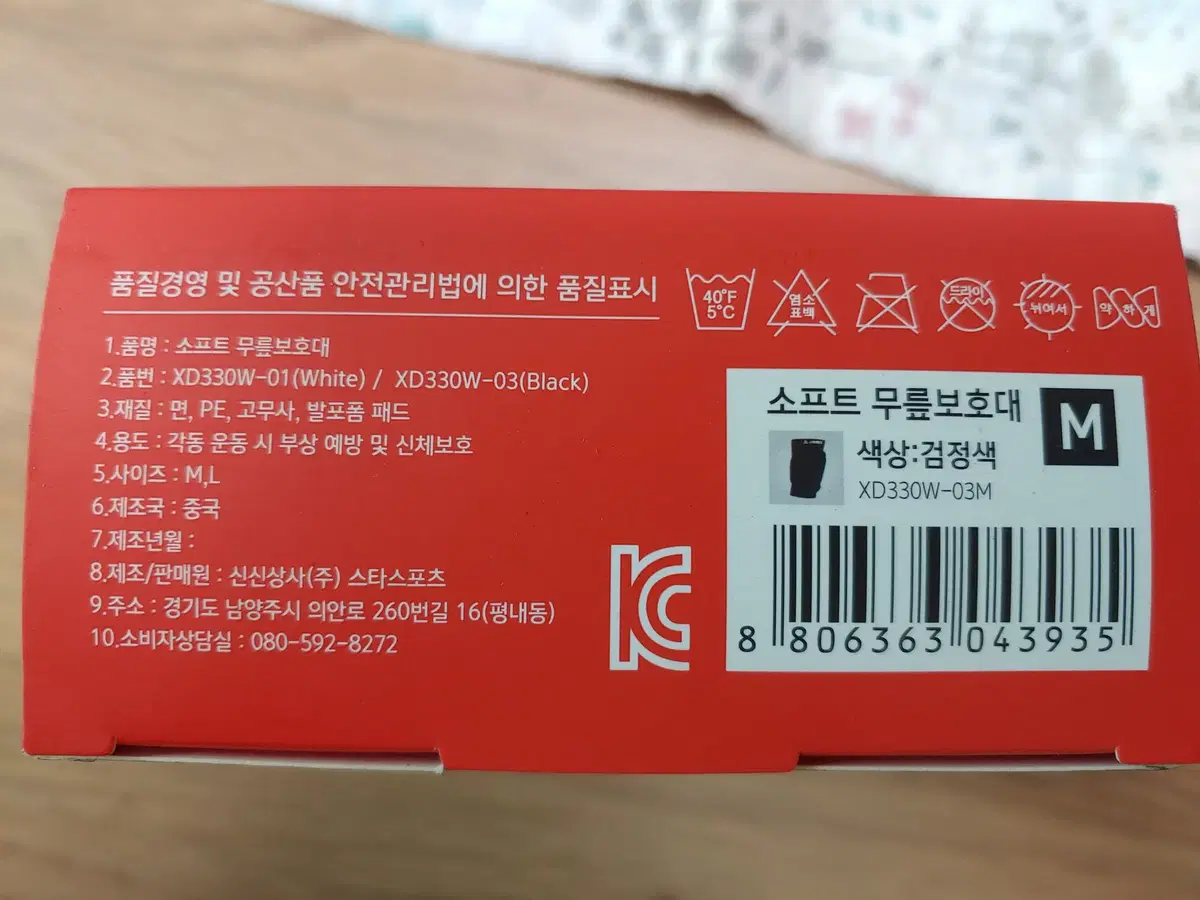 품질경영 및 공산품 안전관리법에 의한 품질표시
1.품명 : 소프트 무릎보호대
2.품번 : XD330W-01(White) / XD330W-03(Black)
3.재질 : 면, PE, 고무사, 발포폼 패드
4.용도 : 각동 운동 시 부상 예방 및 신체보호
5.사이즈 : M,L
6.제조국 : 중국
7.제조년월 :
8.제조/판매원 : 신신상사(주) 스타스포츠
9.주소 : 경기도 남양주시 의안로 260번길 16(평내동)
10.소비자상담실 : 080-592-8272
40°F
5°C
염소
표백
드라이
뉘여서
약하게
KC
소프트 무릎보호대
M
색상:검정색
XD330W-03M
8 806363 043935